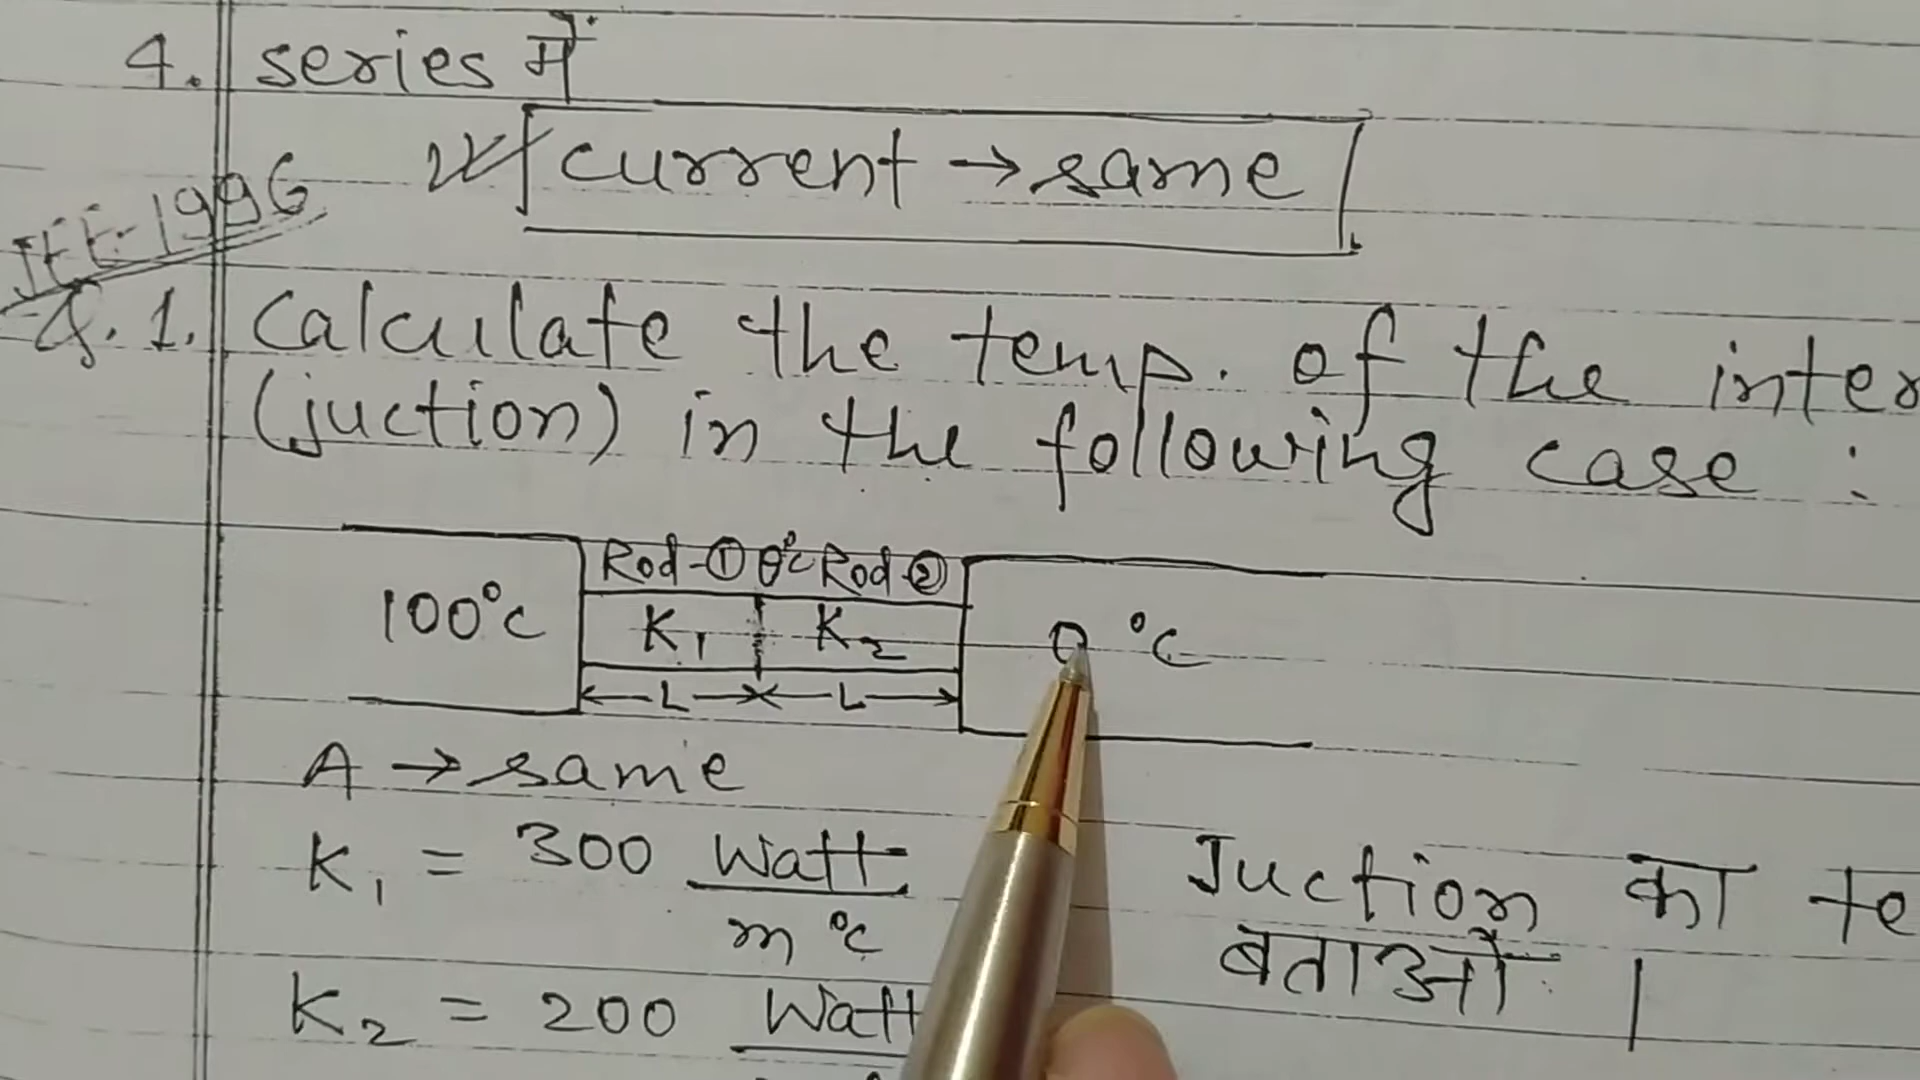 4. series में
current → same
JEE-1996
Q.1. Calculate the temp. of the inter
(juction) in the following case :
Rod-① θ°C Rod-②
100°C K₁ K₂ 0 °C
L L
A → same
K₁ = 300 Watt
m °C
Juction का te
बताओ ।
K₂ = 200 Watt